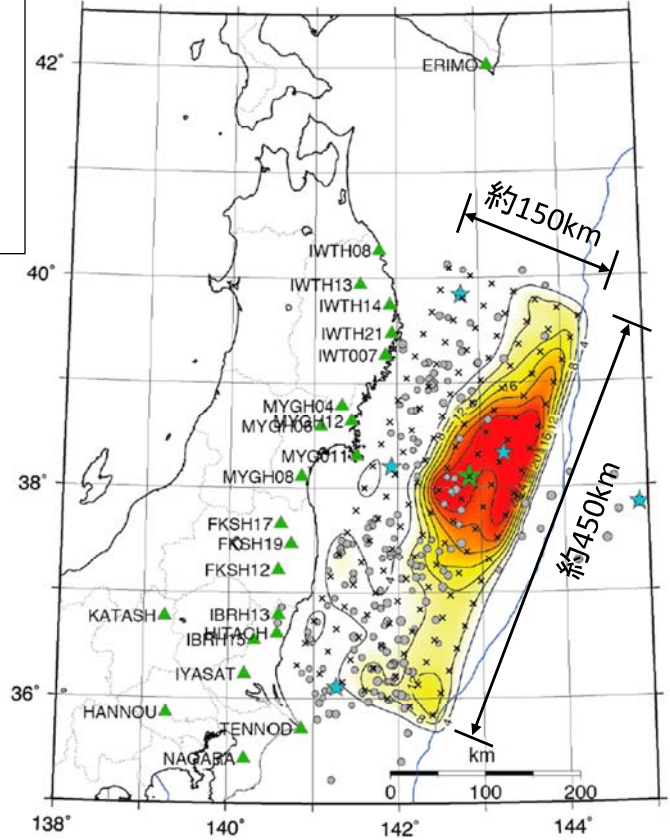 42°
ERIMO
約150km
IWTH08
40°
IWTH13
IWTH14
IWTH21
IWT007
16
MYGH04
MYGH12
MYGH06
MYG011
38°
MYGH08
約450km
FKSH17
FKSH19
FKSH12
KATASH
IBRH13
HITACH
IBRH15
IYASAT
36°
HANNOU
TENNOD
NAGARA
km
0 100 200
138° 140° 142° 144°